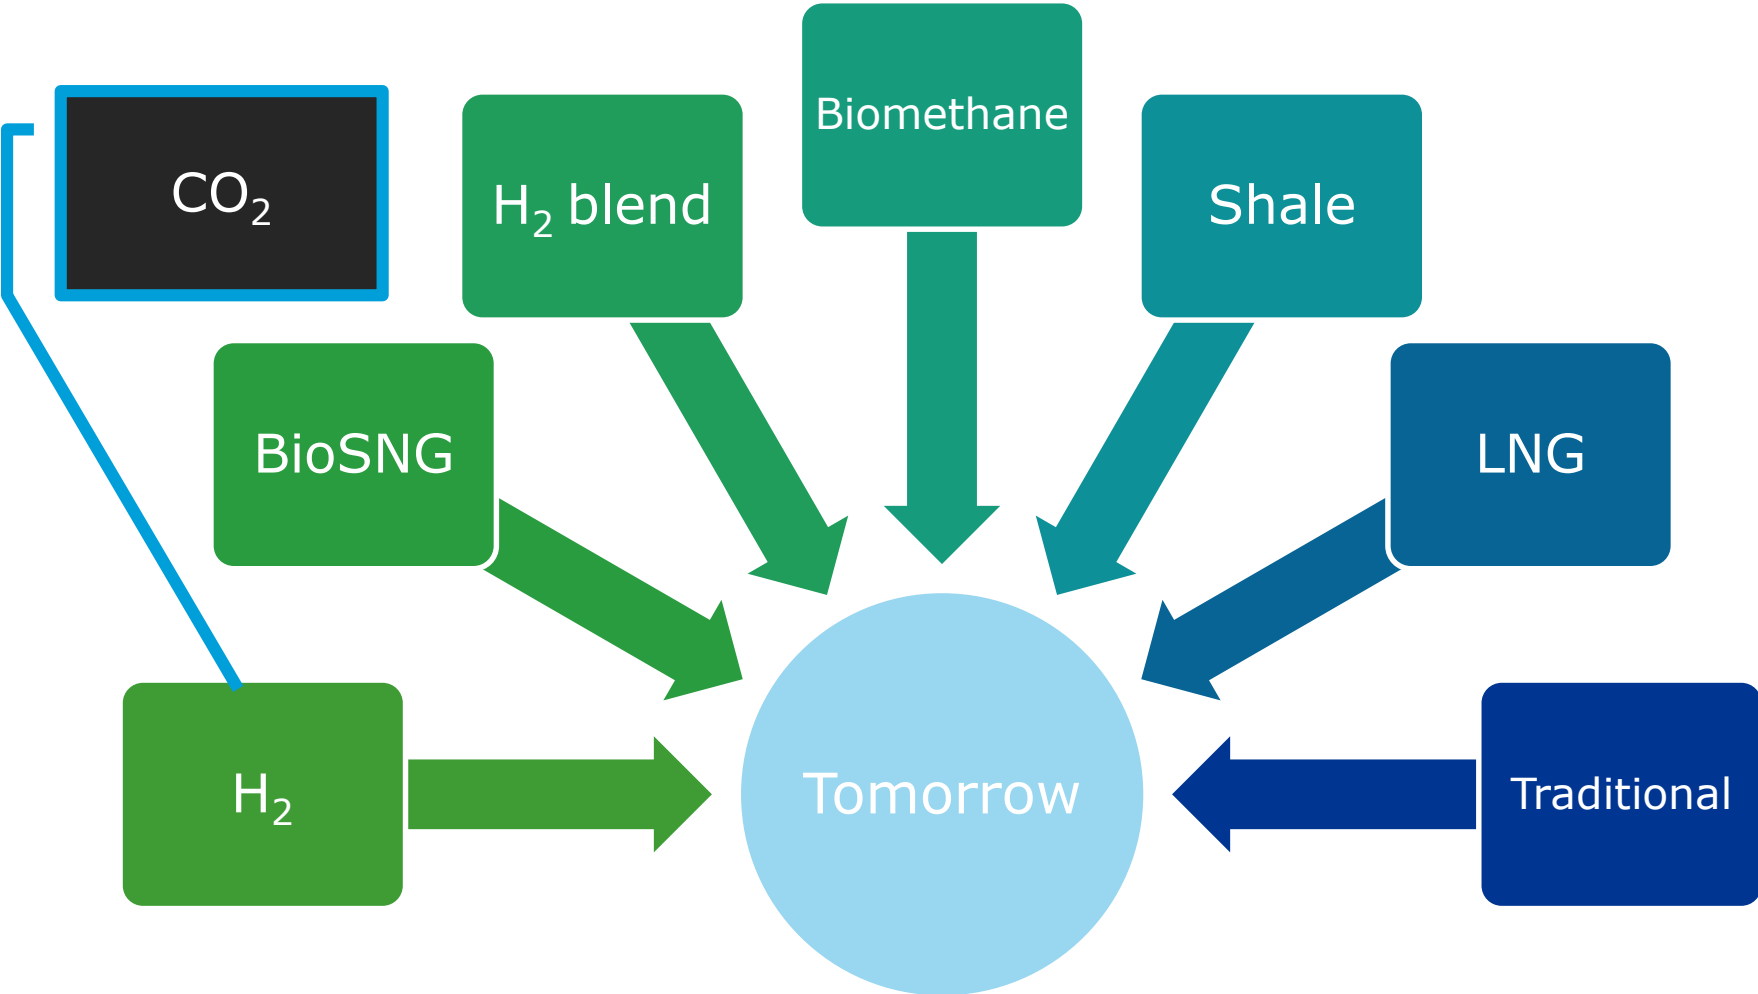 CO₂
H₂ blend
Biomethane
Shale
BioSNG
LNG
H₂
Tomorrow
Traditional